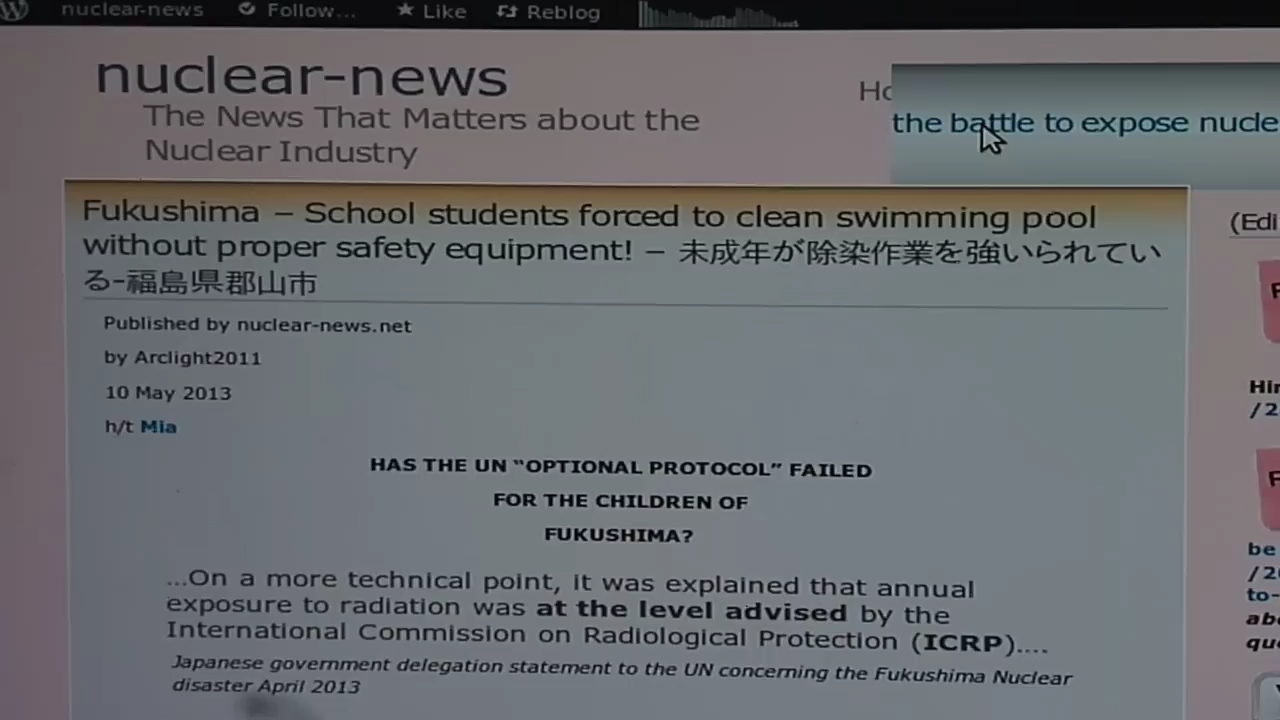 nuclear-news Follow... Like Reblog
nuclear-news
The News That Matters about the
Nuclear Industry
the battle to expose
Fukushima – School students forced to clean swimming pool
without proper safety equipment! – 未成年が除染作業を強いられてい
る-福島県郡山市
Published by nuclear-news.net
by Arclight2011
10 May 2013
h/t Mia
HAS THE UN “OPTIONAL PROTOCOL” FAILED
FOR THE CHILDREN OF
FUKUSHIMA?
...On a more technical point, it was explained that annual
exposure to radiation was at the level advised by the
International Commission on Radiological Protection (ICRP)....
Japanese government delegation statement to the UN concerning the Fukushima Nuclear
disaster April 2013
(Edi
be
to-